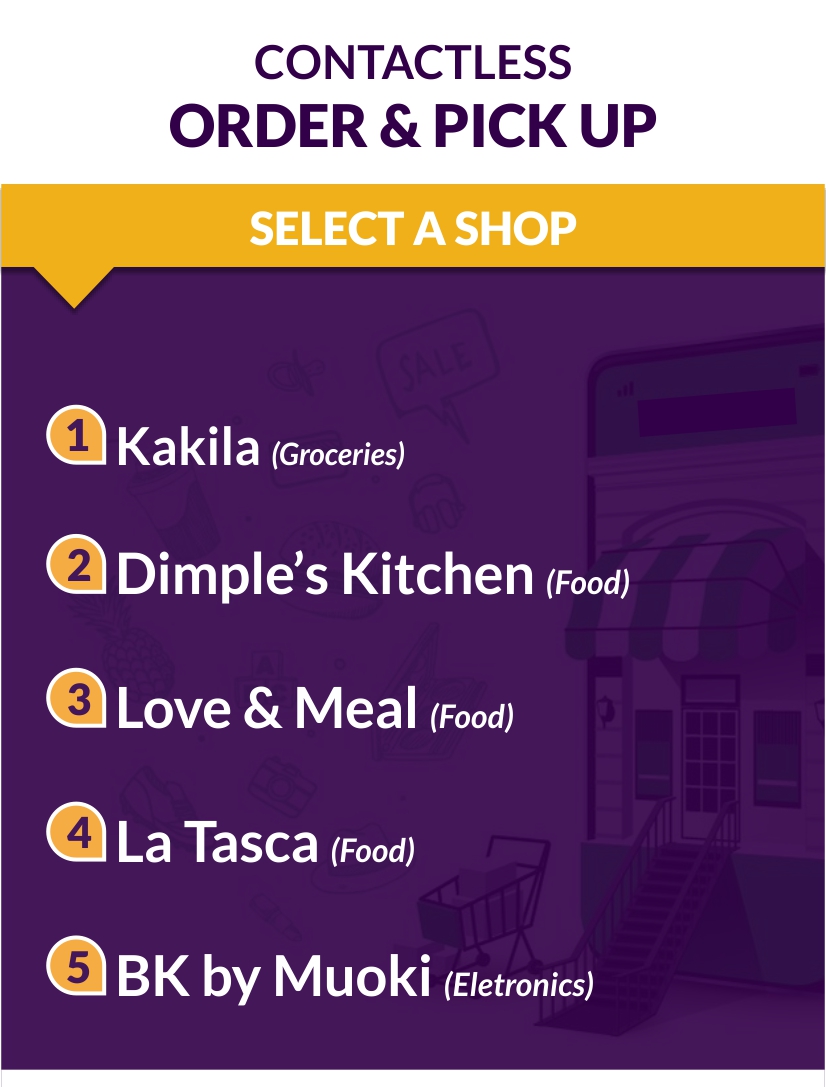 CONTACTLESS
ORDER & PICK UP
SELECT A SHOP
SALE
1 Kakila (Groceries)
2 Dimple’s Kitchen (Food)
3 Love & Meal (Food)
4 La Tasca (Food)
5 BK by Muoki (Eletronics)